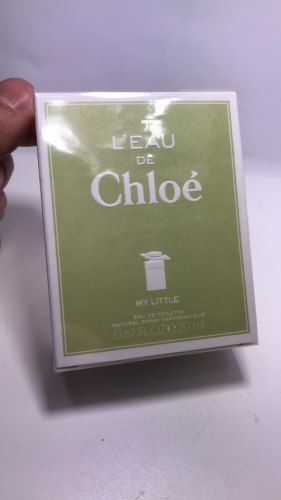 L'EAU
DE
Chloé
MY LITTLE
EAU DE TOILETTE
NATURAL SPRAY•VAPORISATEUR
0.67 FL.OZ℮20 ml